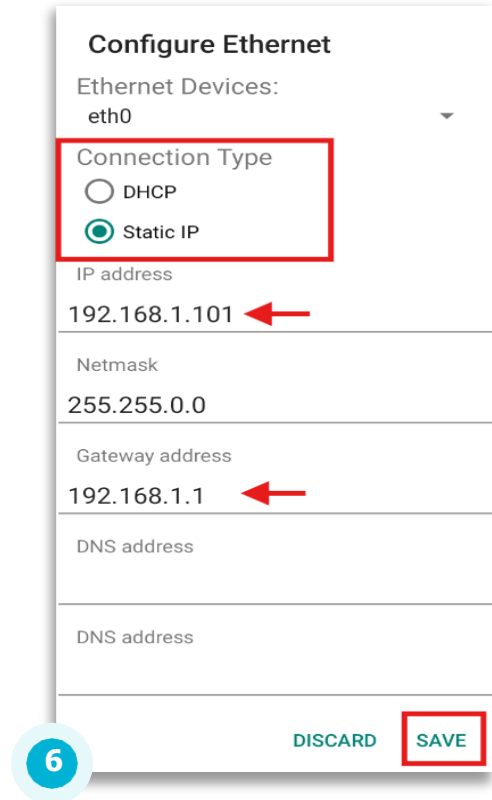 Configure Ethernet
Ethernet Devices:
eth0
Connection Type
DHCP
Static IP
IP address
192.168.1.101
Netmask
255.255.0.0
Gateway address
192.168.1.1
DNS address
DNS address
DISCARD SAVE
6